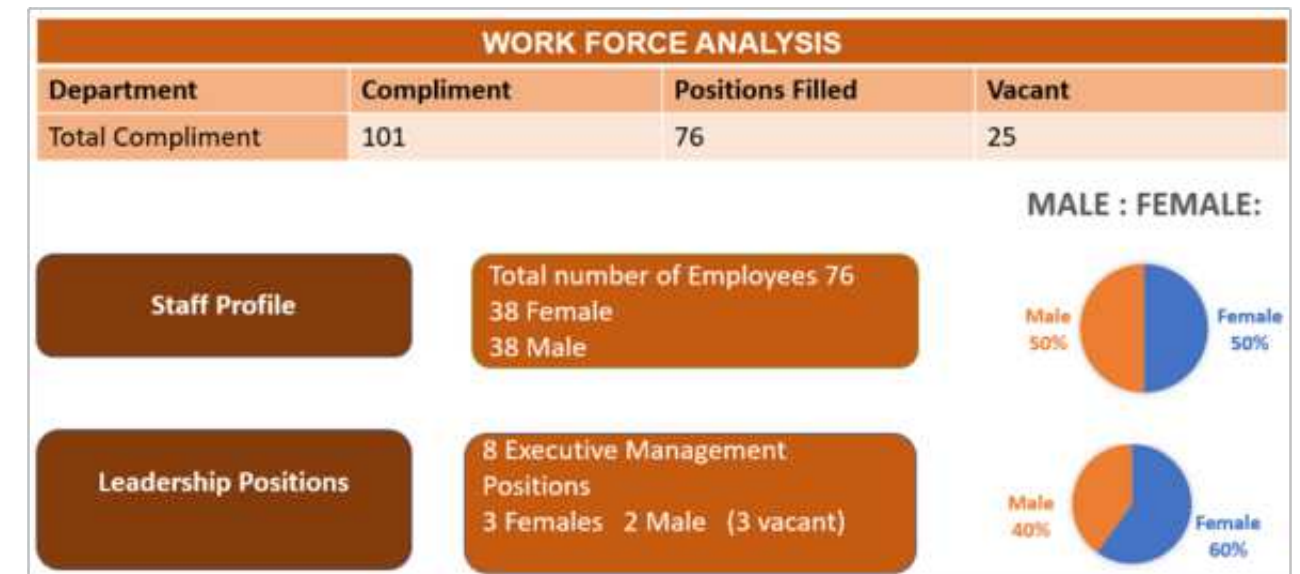 WORK FORCE ANALYSIS
Department Compliment Positions Filled Vacant
Total Compliment 101 76 25
MALE : FEMALE:
Staff Profile
Total number of Employees 76
38 Female
38 Male
Male
50%
Female
50%
Leadership Positions
8 Executive Management
Positions
3 Females 2 Male (3 vacant)
Male
40%
Female
60%